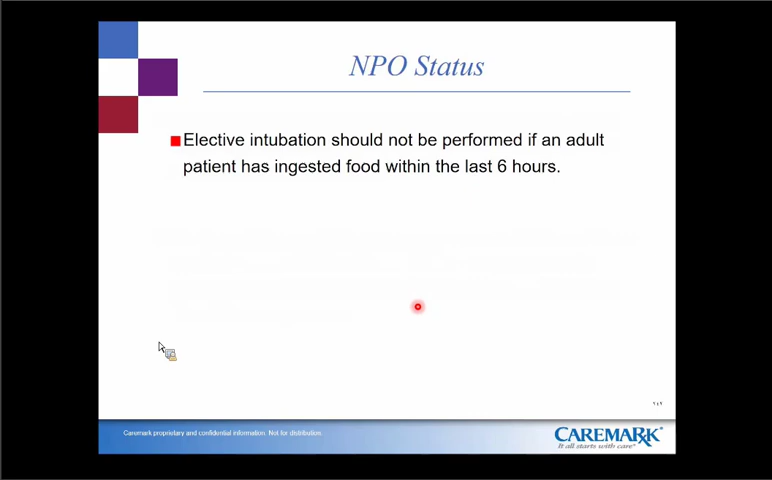 NPO Status
Elective intubation should not be performed if an adult
patient has ingested food within the last 6 hours.
Caremark proprietary and confidential information. Not for distribution.
CAREMARK
It all starts with care